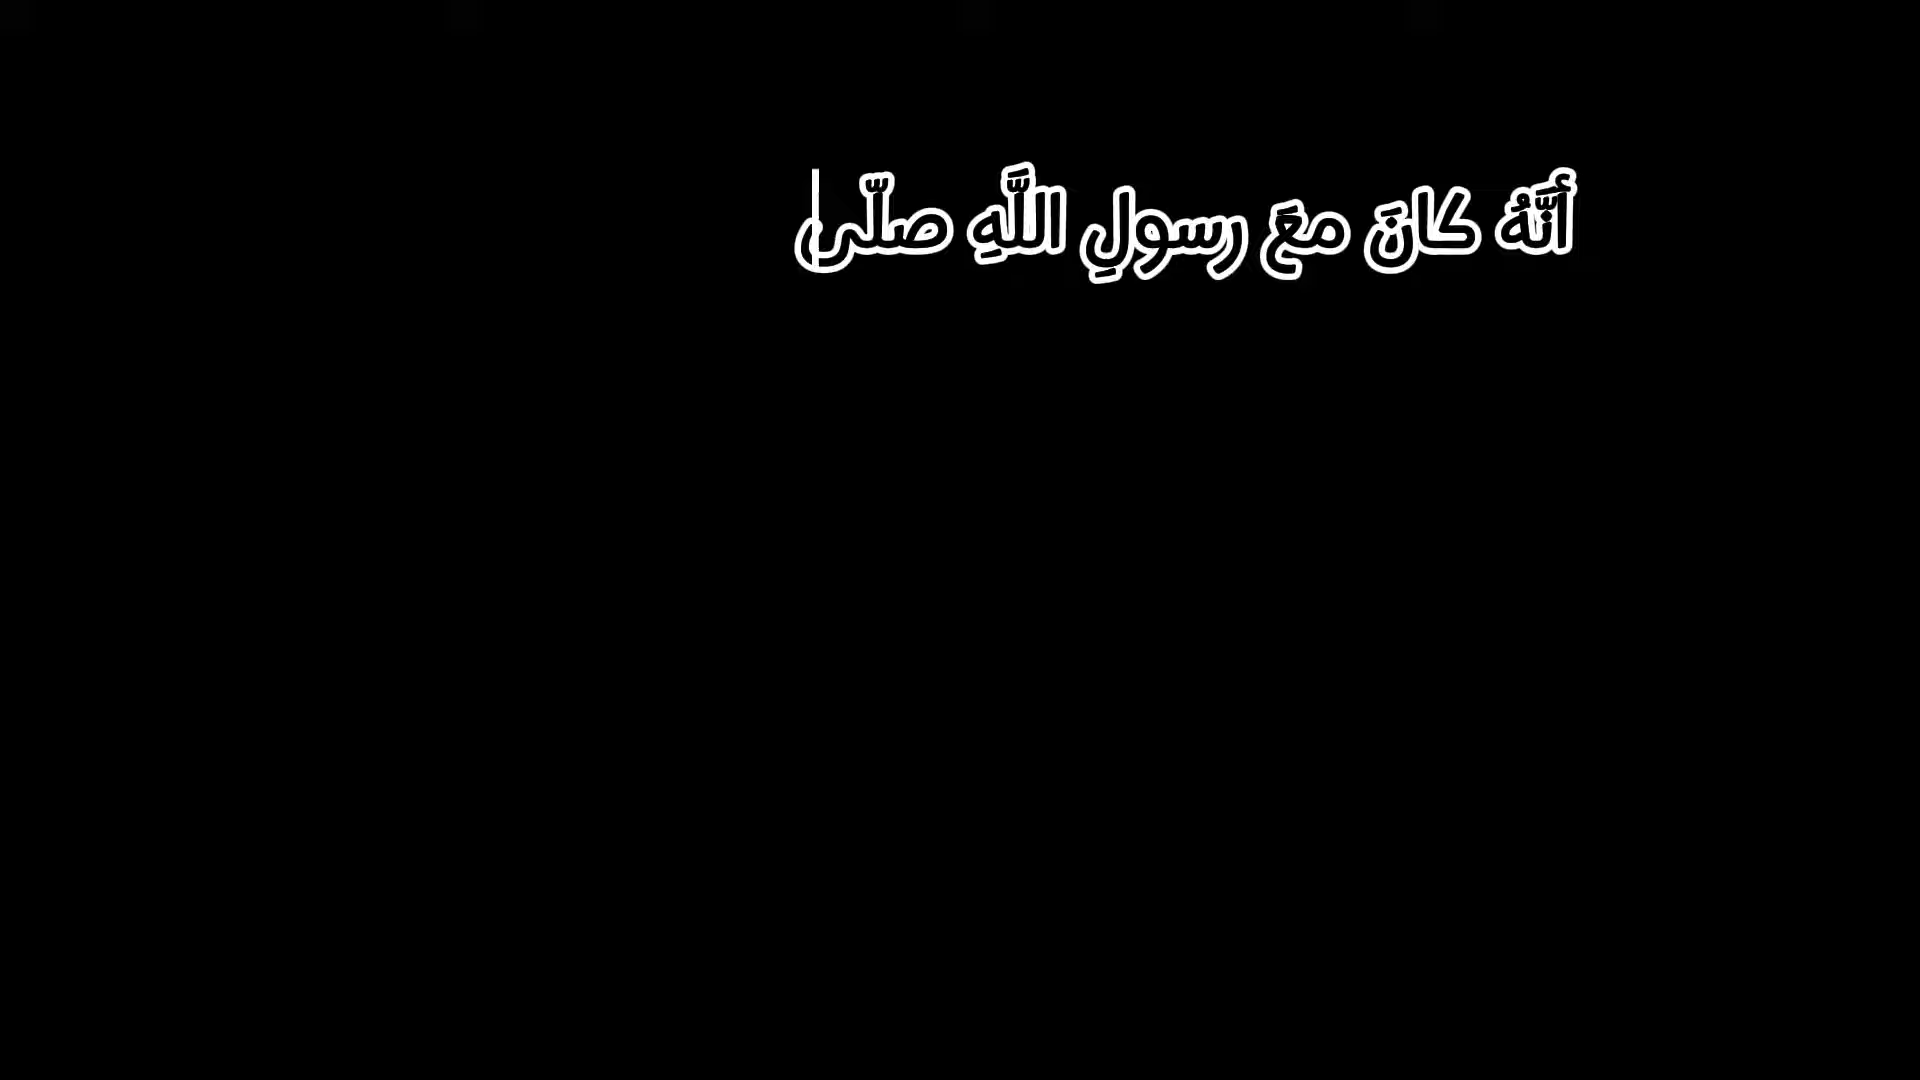 أنَّهُ كانَ معَ رسولِ اللَّهِ صلّى